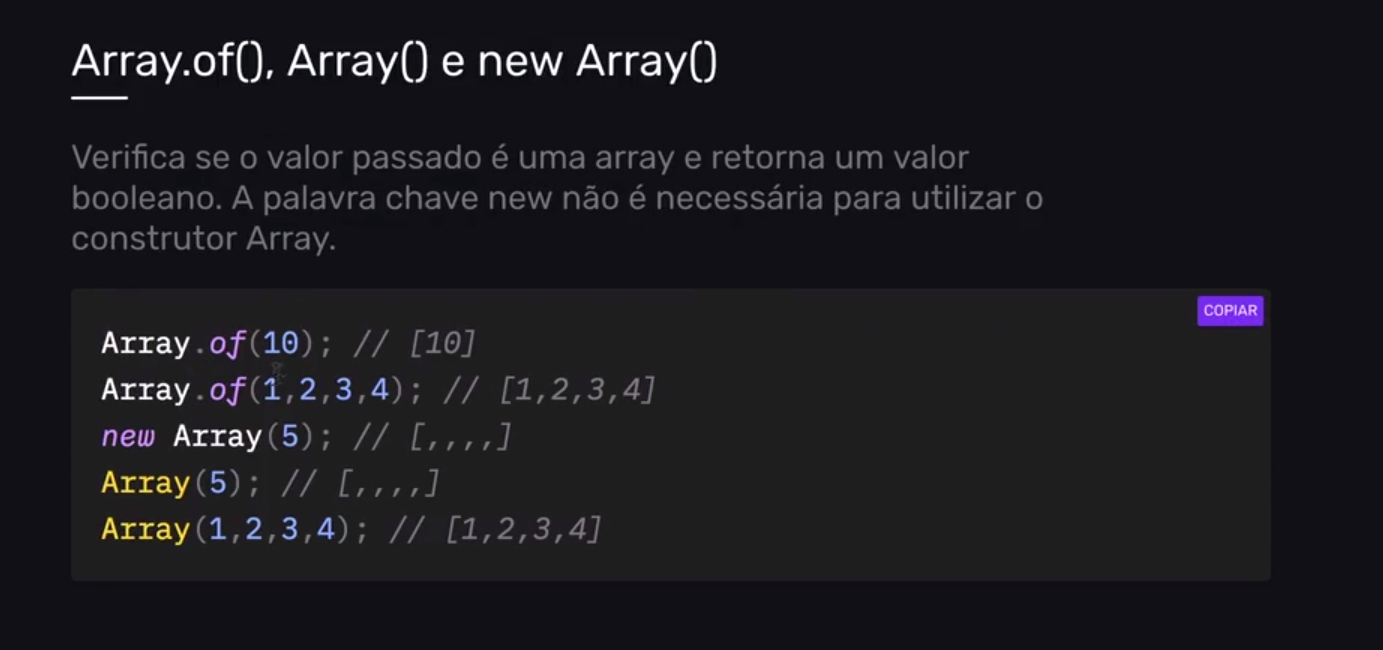 Array.of(), Array() e new Array()
Verifica se o valor passado é uma array e retorna um valor
booleano. A palavra chave new não é necessária para utilizar o
construtor Array.
COPIAR
Array.of(10); // [10]
Array.of(1,2,3,4); // [1,2,3,4]
new Array(5); // [,,,,]
Array(5); // [,,,,]
Array(1,2,3,4); // [1,2,3,4]